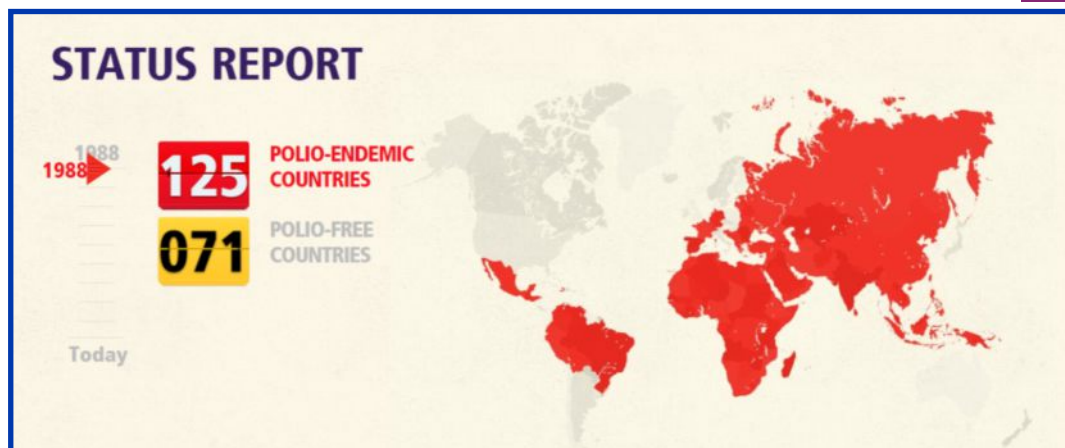 STATUS REPORT
1988
1988
125
POLIO-ENDEMIC
COUNTRIES
071
POLIO-FREE
COUNTRIES
Today